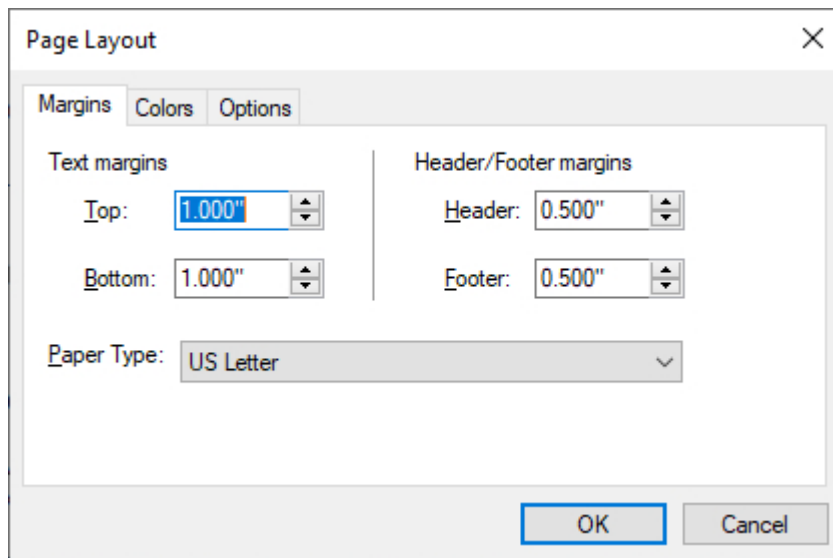 Page Layout
Margins Colors Options
Text margins Header/Footer margins
Top: 1.000" Header: 0.500"
Bottom: 1.000" Footer: 0.500"
Paper Type: US Letter
OK Cancel